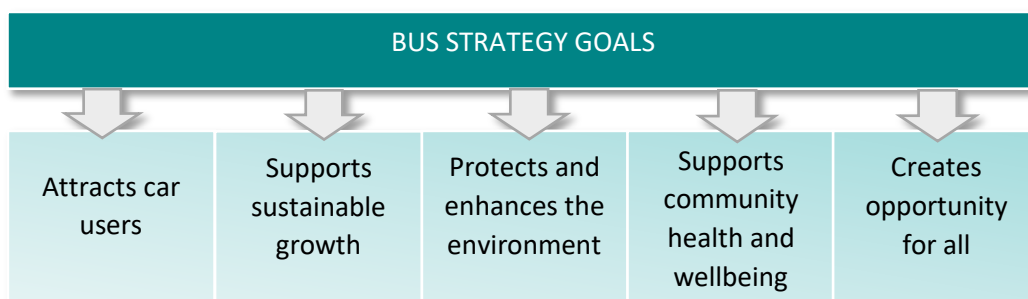 BUS STRATEGY GOALS
Attracts car
users
Supports
sustainable
growth
Protects and
enhances the
environment
Supports
community
health and
wellbeing
Creates
opportunity
for all